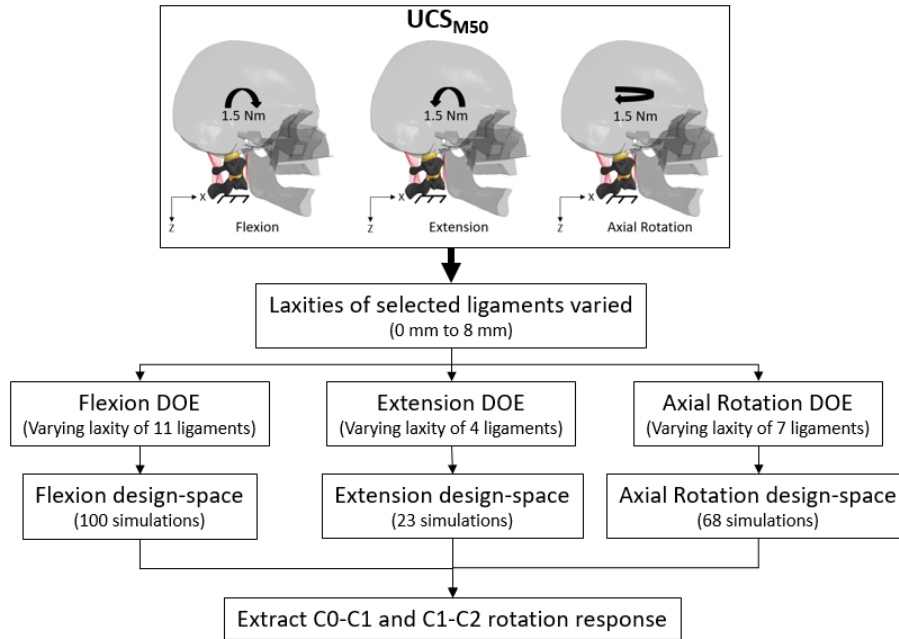 UCSM50
1.5 Nm
1.5 Nm
1.5 Nm
X
Z
Flexion
X
Z
Extension
X
Z
Axial Rotation
Laxities of selected ligaments varied
(0 mm to 8 mm)
Flexion DOE
(Varying laxity of 11 ligaments)
Extension DOE
(Varying laxity of 4 ligaments)
Axial Rotation DOE
(Varying laxity of 7 ligaments)
Flexion design-space
(100 simulations)
Extension design-space
(23 simulations)
Axial Rotation design-space
(68 simulations)
Extract C0-C1 and C1-C2 rotation response